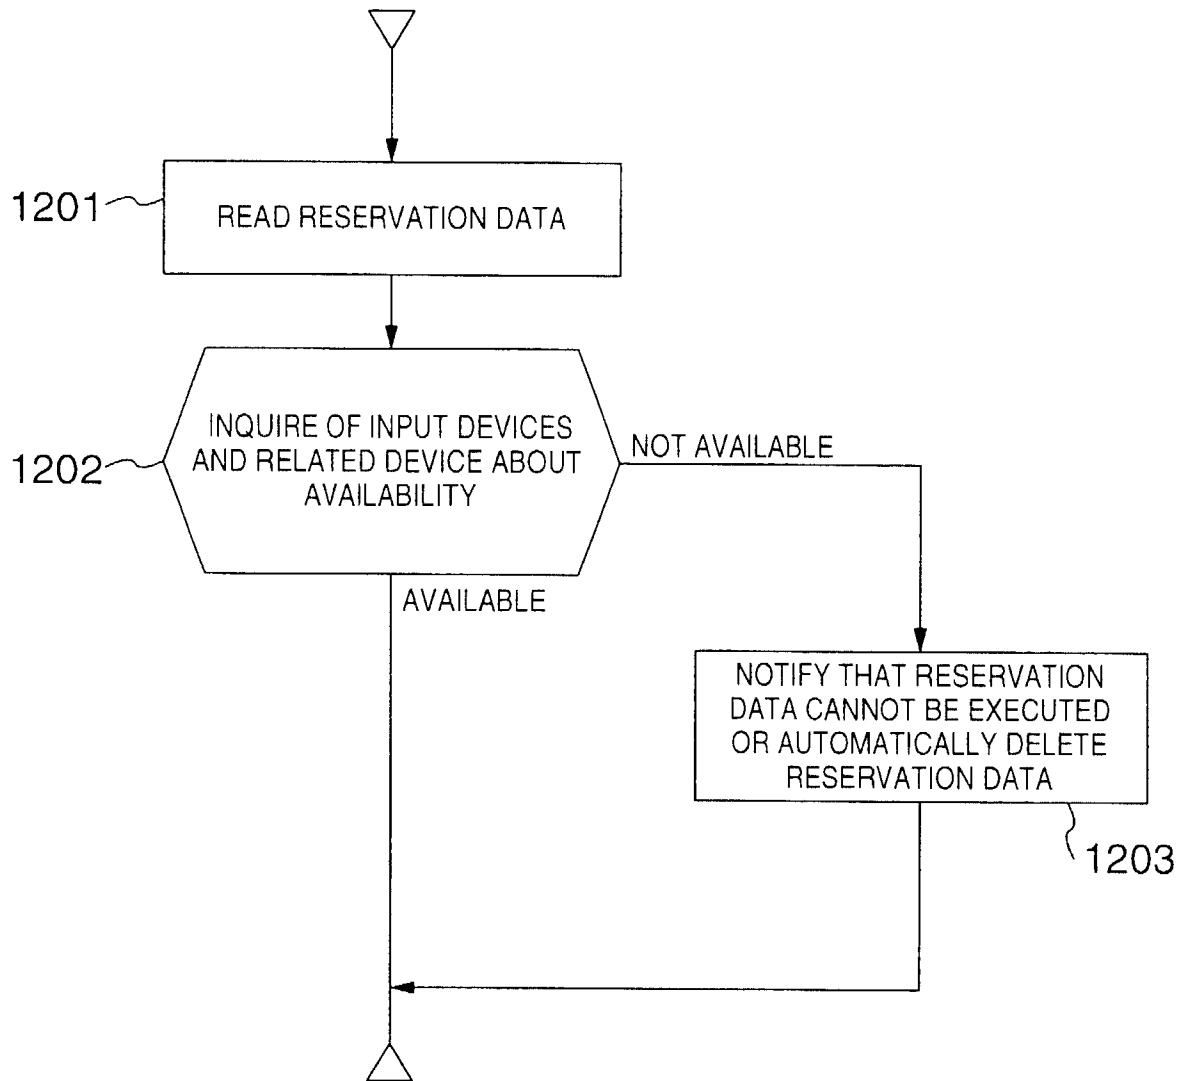 1201
READ RESERVATION DATA
1202
INQUIRE OF INPUT DEVICES
AND RELATED DEVICE ABOUT
AVAILABILITY
NOT AVAILABLE
AVAILABLE
NOTIFY THAT RESERVATION
DATA CANNOT BE EXECUTED
OR AUTOMATICALLY DELETE
RESERVATION DATA
1203